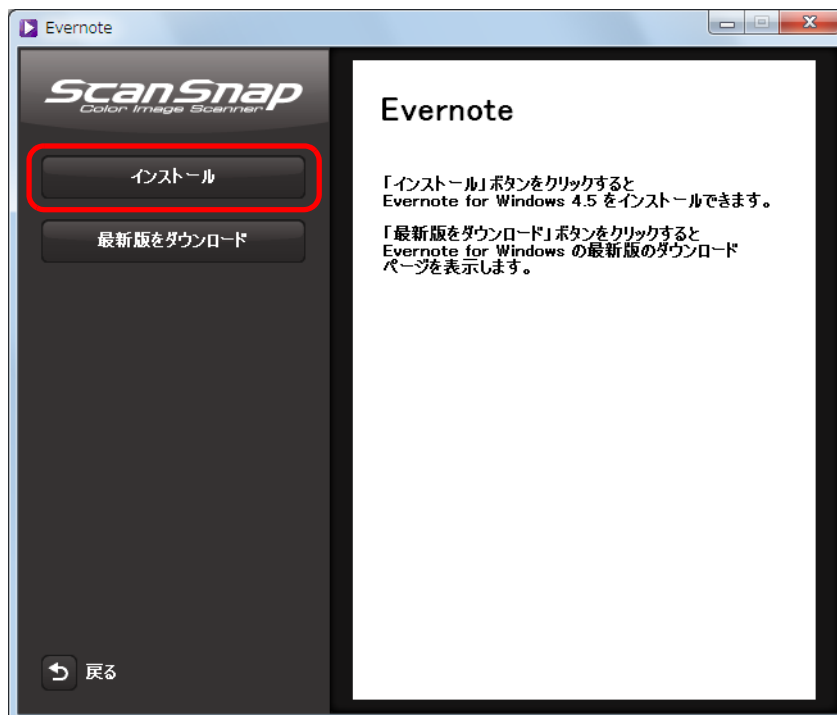 Evernote
ScanSnap
Color Image Scanner
インストール
最新版をダウンロード
戻る
Evernote
「インストール」ボタンをクリックすると
Evernote for Windows 4.5 をインストールできます。
「最新版をダウンロード」ボタンをクリックすると
Evernote for Windows の最新版のダウンロード
ページを表示します。